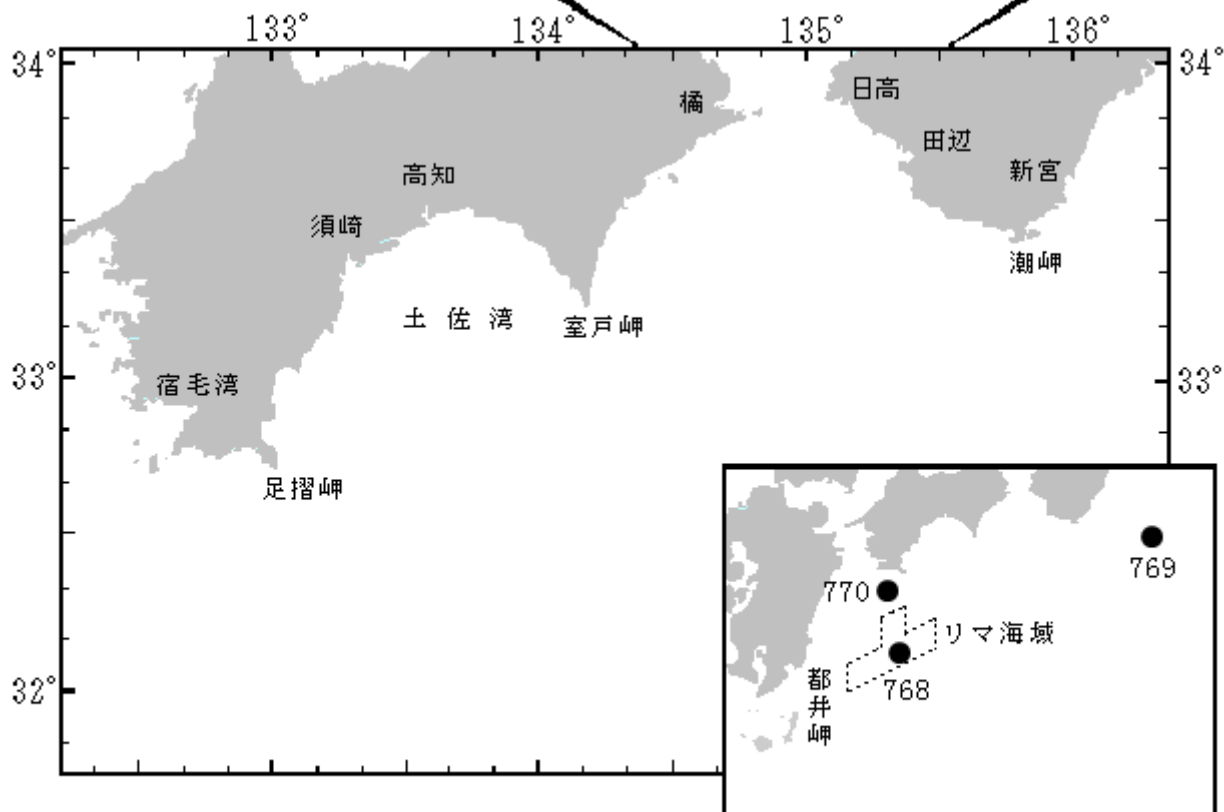 133°
134°
135°
136°
34°
34°
日高
橘
田辺
高知
新宮
須崎
潮岬
土佐湾
室戸岬
33°
33°
宿毛湾
足摺岬
769
770
リマ海域
768
都井岬
32°